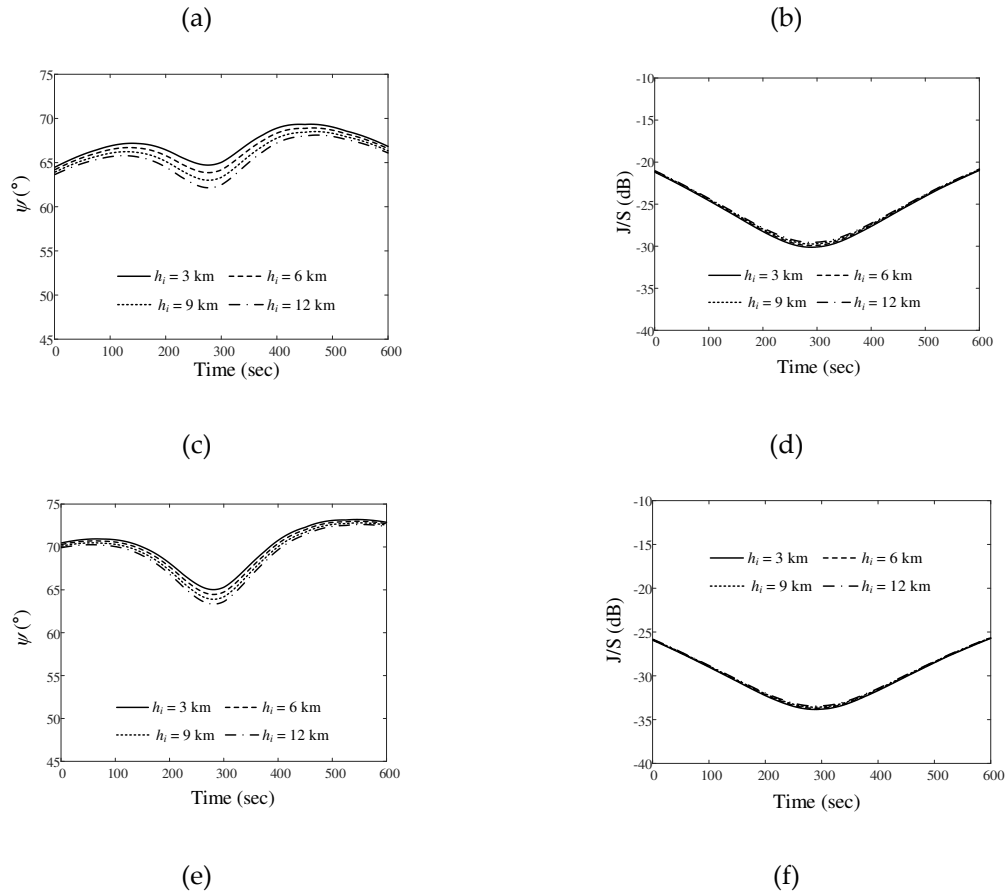 (a)
(b)
75
70
65
60
55
50
45
ψ (°)
hᵢ = 3 km
hᵢ = 6 km
hᵢ = 9 km
hᵢ = 12 km
0 100 200 300 400 500 600
Time (sec)
-10
-15
-20
-25
-30
-35
-40
J/S (dB)
hᵢ = 3 km
hᵢ = 6 km
hᵢ = 9 km
hᵢ = 12 km
0 100 200 300 400 500 600
Time (sec)
(c)
(d)
75
70
65
70
55
50
45
ψ (°)
hᵢ = 3 km
hᵢ = 6 km
hᵢ = 9 km
hᵢ = 12 km
0 100 200 300 400 500 600
Time (sec)
-10
-15
-20
-25
-30
-35
-40
J/S (dB)
hᵢ = 3 km
hᵢ = 6 km
hᵢ = 9 km
hᵢ = 12 km
0 100 200 300 400 500 600
Time (sec)
(e)
(f)